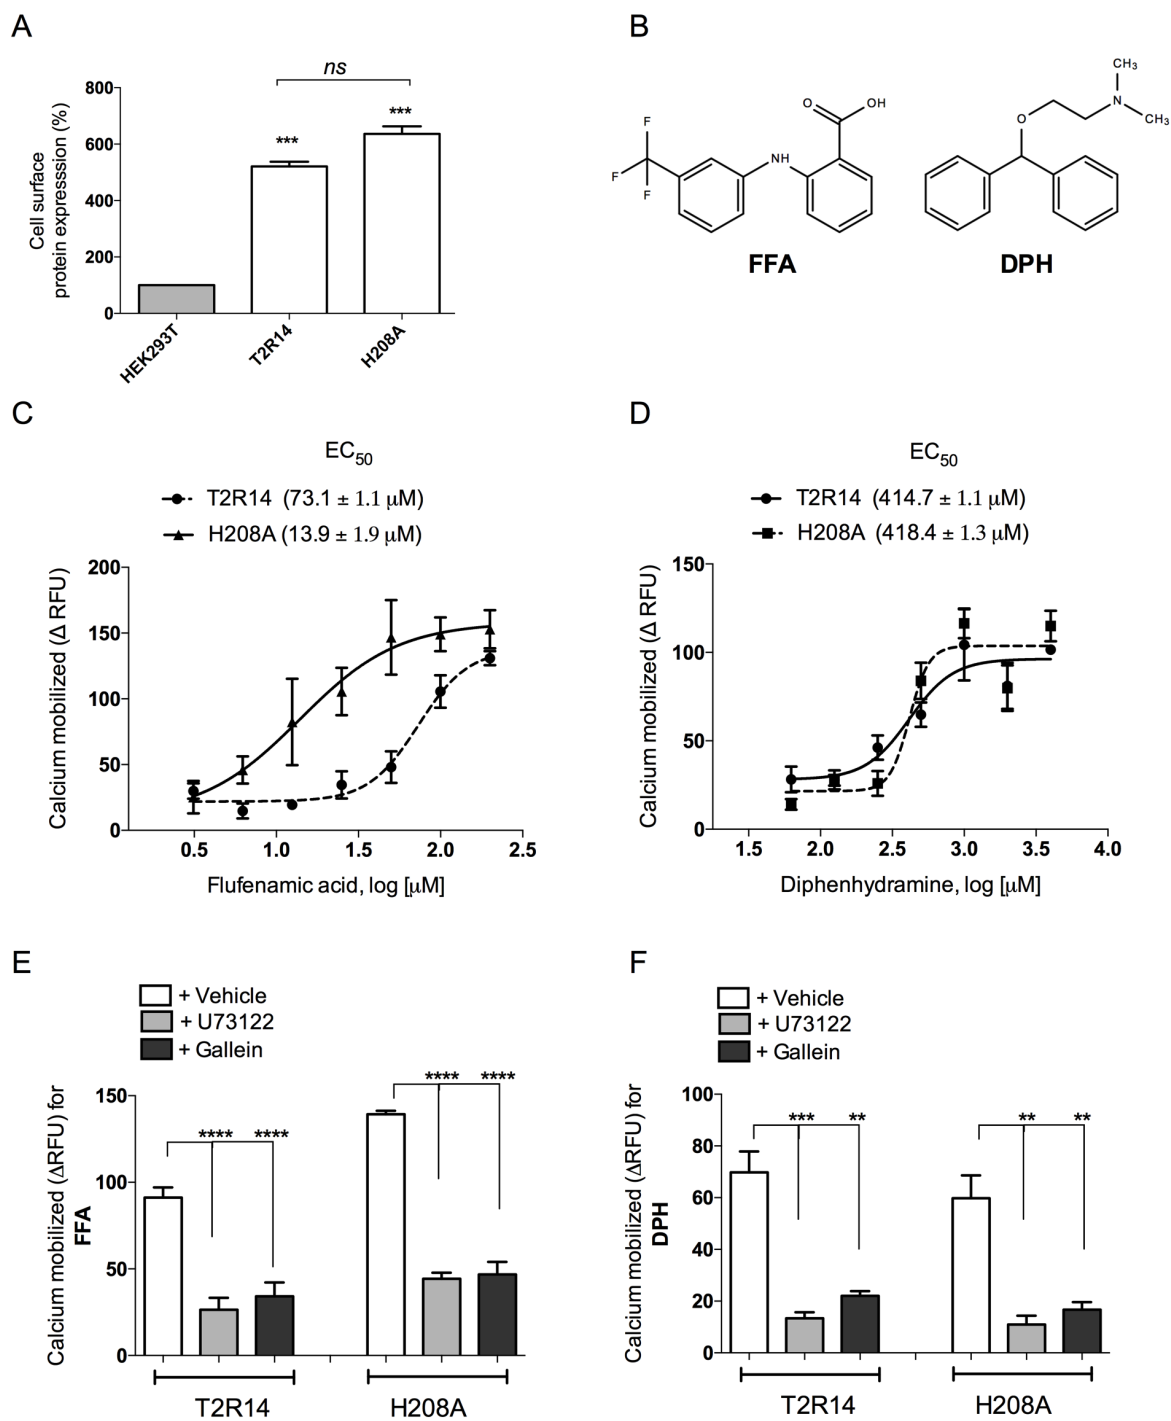 A
ns
***
***
800
600
400
200
0
Cell surface
protein expresssion (%)
HEK293T
T2R14
H208A
B
F
F
F
NH
O
OH
FFA
CH3
N
CH3
O
DPH
C
EC50
T2R14 (73.1 ± 1.1 µM)
H208A (13.9 ± 1.9 µM)
Calcium mobilized (Δ RFU)
200
150
100
50
0
0.5 1.0 1.5 2.0 2.5
Flufenamic acid, log [µM]
D
EC50
T2R14 (414.7 ± 1.1 µM)
H208A (418.4 ± 1.3 µM)
Calcium mobilized (Δ RFU)
150
100
50
0
1.5 2.0 2.5 3.0 3.5 4.0
Diphenhydramine, log [µM]
E
+ Vehicle
+ U73122
+ Gallein
Calcium mobilized (ΔRFU) for
FFA
150
100
50
0
**** ****
**** ****
T2R14
H208A
F
+ Vehicle
+ U73122
+ Gallein
Calcium mobilized (ΔRFU) for
DPH
100
80
60
40
20
0
*** **
** **
T2R14
H208A